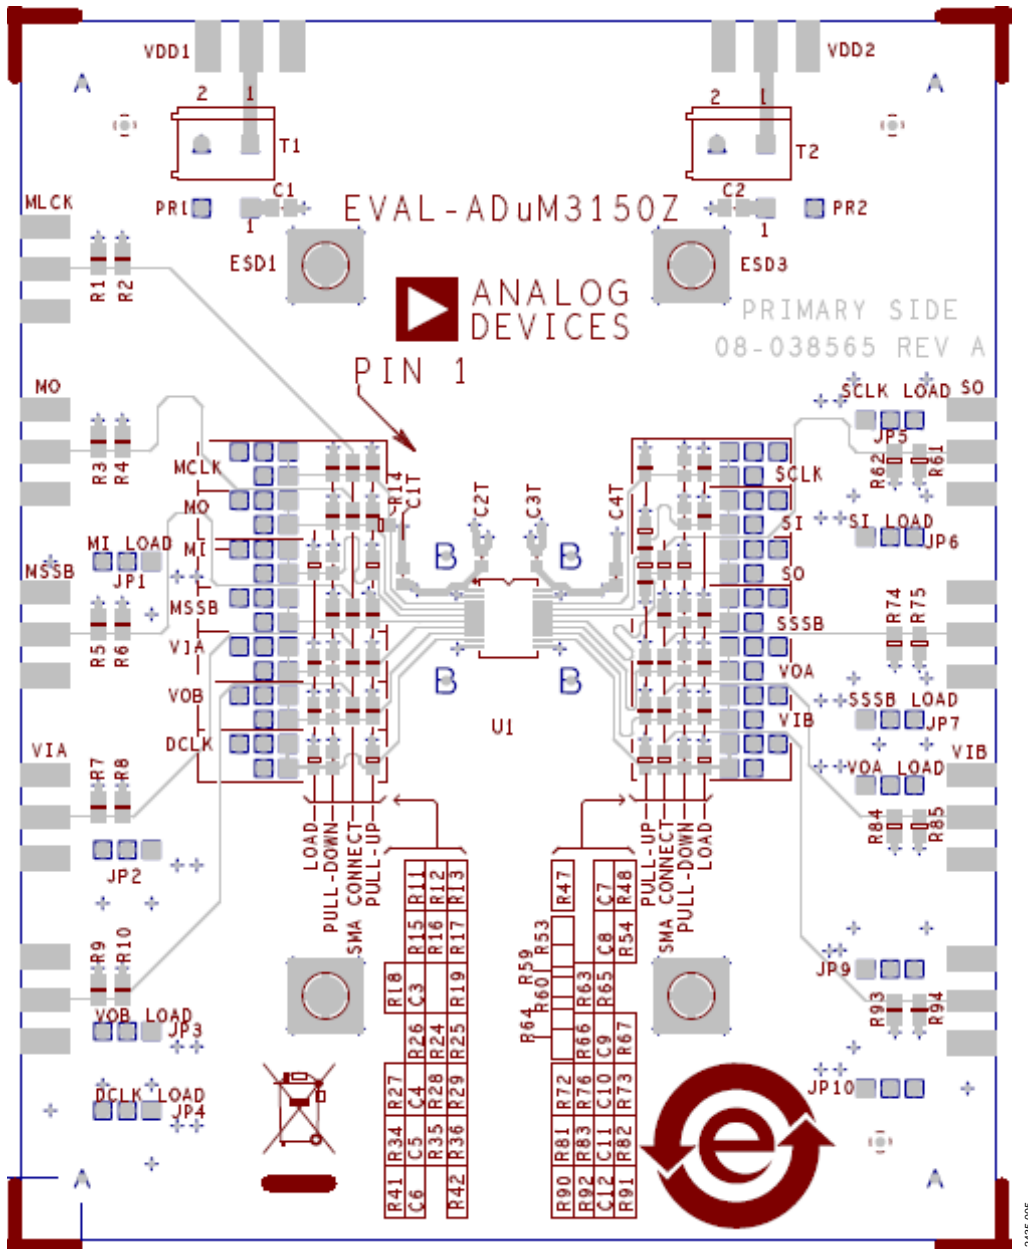 VDD1
VDD2
A
A
2 1
2 1
T1
T2
MLCK
PR1
C1
1
EVAL-ADuM3150Z
C2
1
PR2
ESD1
ESD3
R1
R2
ANALOG
DEVICES
PRIMARY SIDE
08-038565 REV A
PIN 1
MO
SCLK LOAD
SO
JP5
R3
R4
R62
R61
MCLK
SCLK
R14
C1T
C2T
C3T
C4T
MO
SI
MI LOAD
JP1
MI
B
B
SI LOAD
JP6
MSSB
SO
R5
R6
MSSB
SSSB
R74
R75
VIA
VOA
B
B
VOB
VIB
SSSB LOAD
JP7
U1
DCLK
VIA
VOA LOAD
VIB
R7
R8
R84
R85
LOAD
PULL-DOWN
SMA CONNECT
PULL-UP
PULL-UP
SMA CONNECT
PULL-DOWN
LOAD
JP2
R11
R12
R13
R47
C7
R48
R15
R16
R17
R53
C8
R54
R9
R10
R18
C3
R19
R59
R60
R63
R65
JP9
R93
R94
VOB LOAD
JP3
R26
R24
R25
R64
R66
C9
R67
DCLK LOAD
JP4
R27
C4
R28
R29
R72
R76
C10
R73
JP10
R34
C5
R35
R36
R81
R83
C11
R82
e
R41
C6
R42
R90
R92
C12
R91
A
A